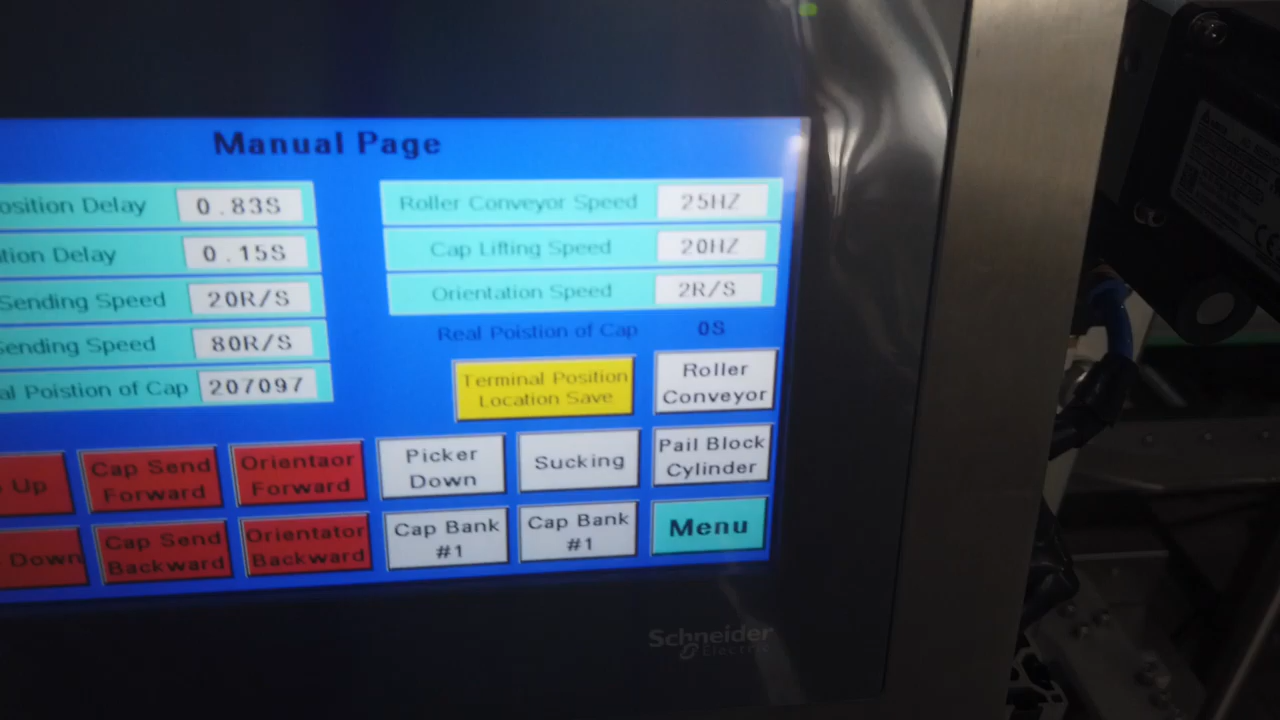 Manual Page
osition Delay 0.83S
Roller Conveyor Speed 25HZ
tion Delay 0.15S
Cap Lifting Speed 20HZ
Sending Speed 20R/S
Orientation Speed 2R/S
Sending Speed 80R/S
Real Poistion of Cap 0S
al Poistion of Cap 207097
Terminal Position
Location Save
Roller
Conveyor
Up
Cap Send
Forward
Orientaor
Forward
Picker
Down
Sucking
Pail Block
Cylinder
Down
Cap Send
Backward
Orientator
Backward
Cap Bank
#1
Cap Bank
#1
Menu
Schneider
Electric